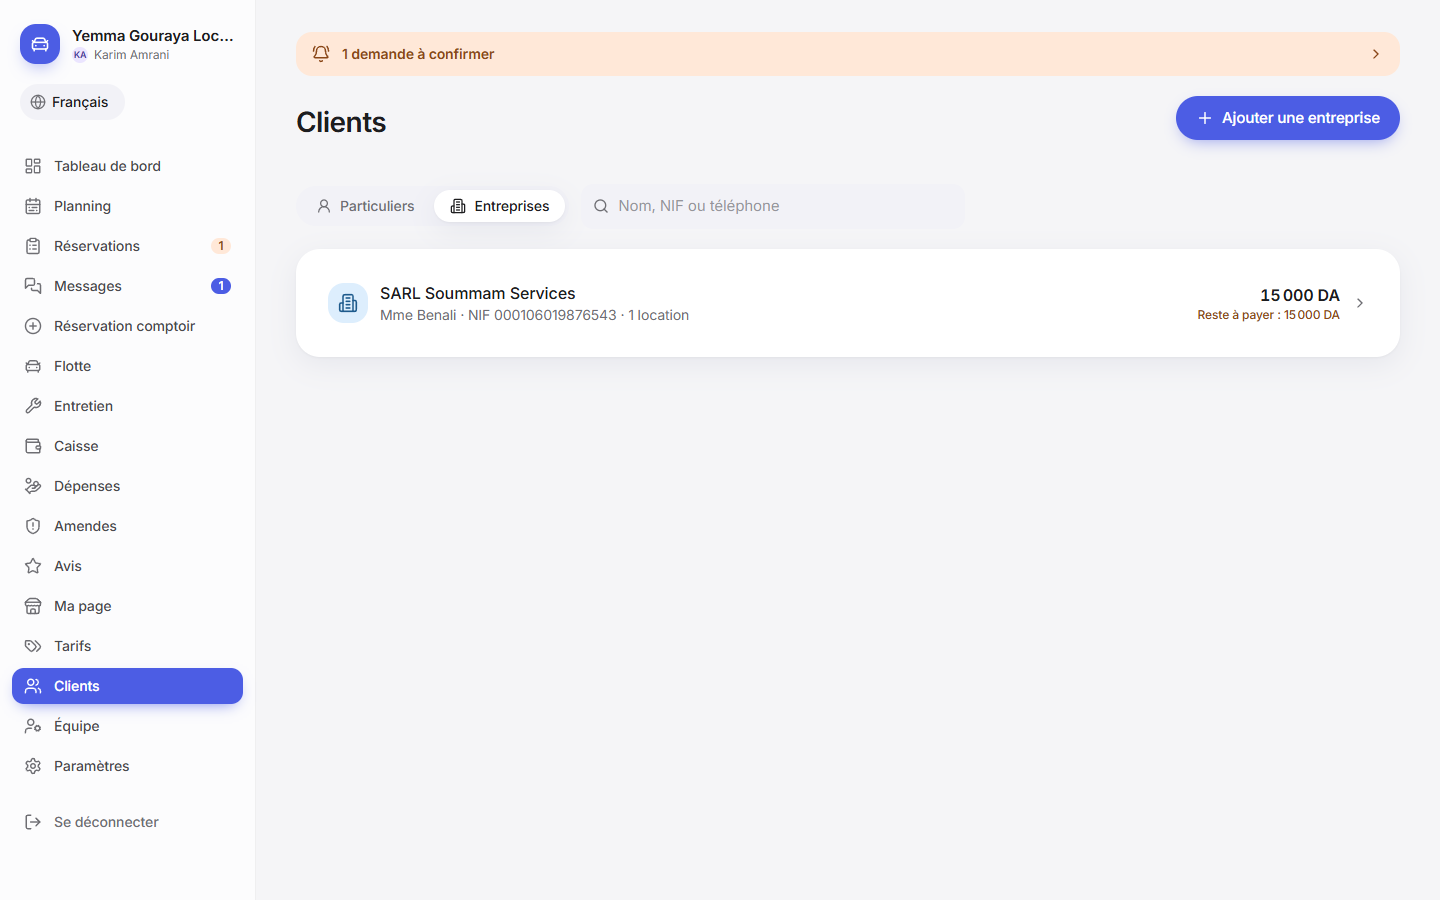 Yemma Gouraya Loc...
KA Karim Amrani
Français
Tableau de bord
Planning
Réservations 1
Messages 1
Réservation comptoir
Flotte
Entretien
Caisse
Dépenses
Amendes
Avis
Ma page
Tarifs
Clients
Équipe
Paramètres
Se déconnecter
1 demande à confirmer
Clients
Ajouter une entreprise
Particuliers
Entreprises
Nom, NIF ou téléphone
SARL Soummam Services
Mme Benali · NIF 000106019876543 · 1 location
15 000 DA
Reste à payer : 15 000 DA